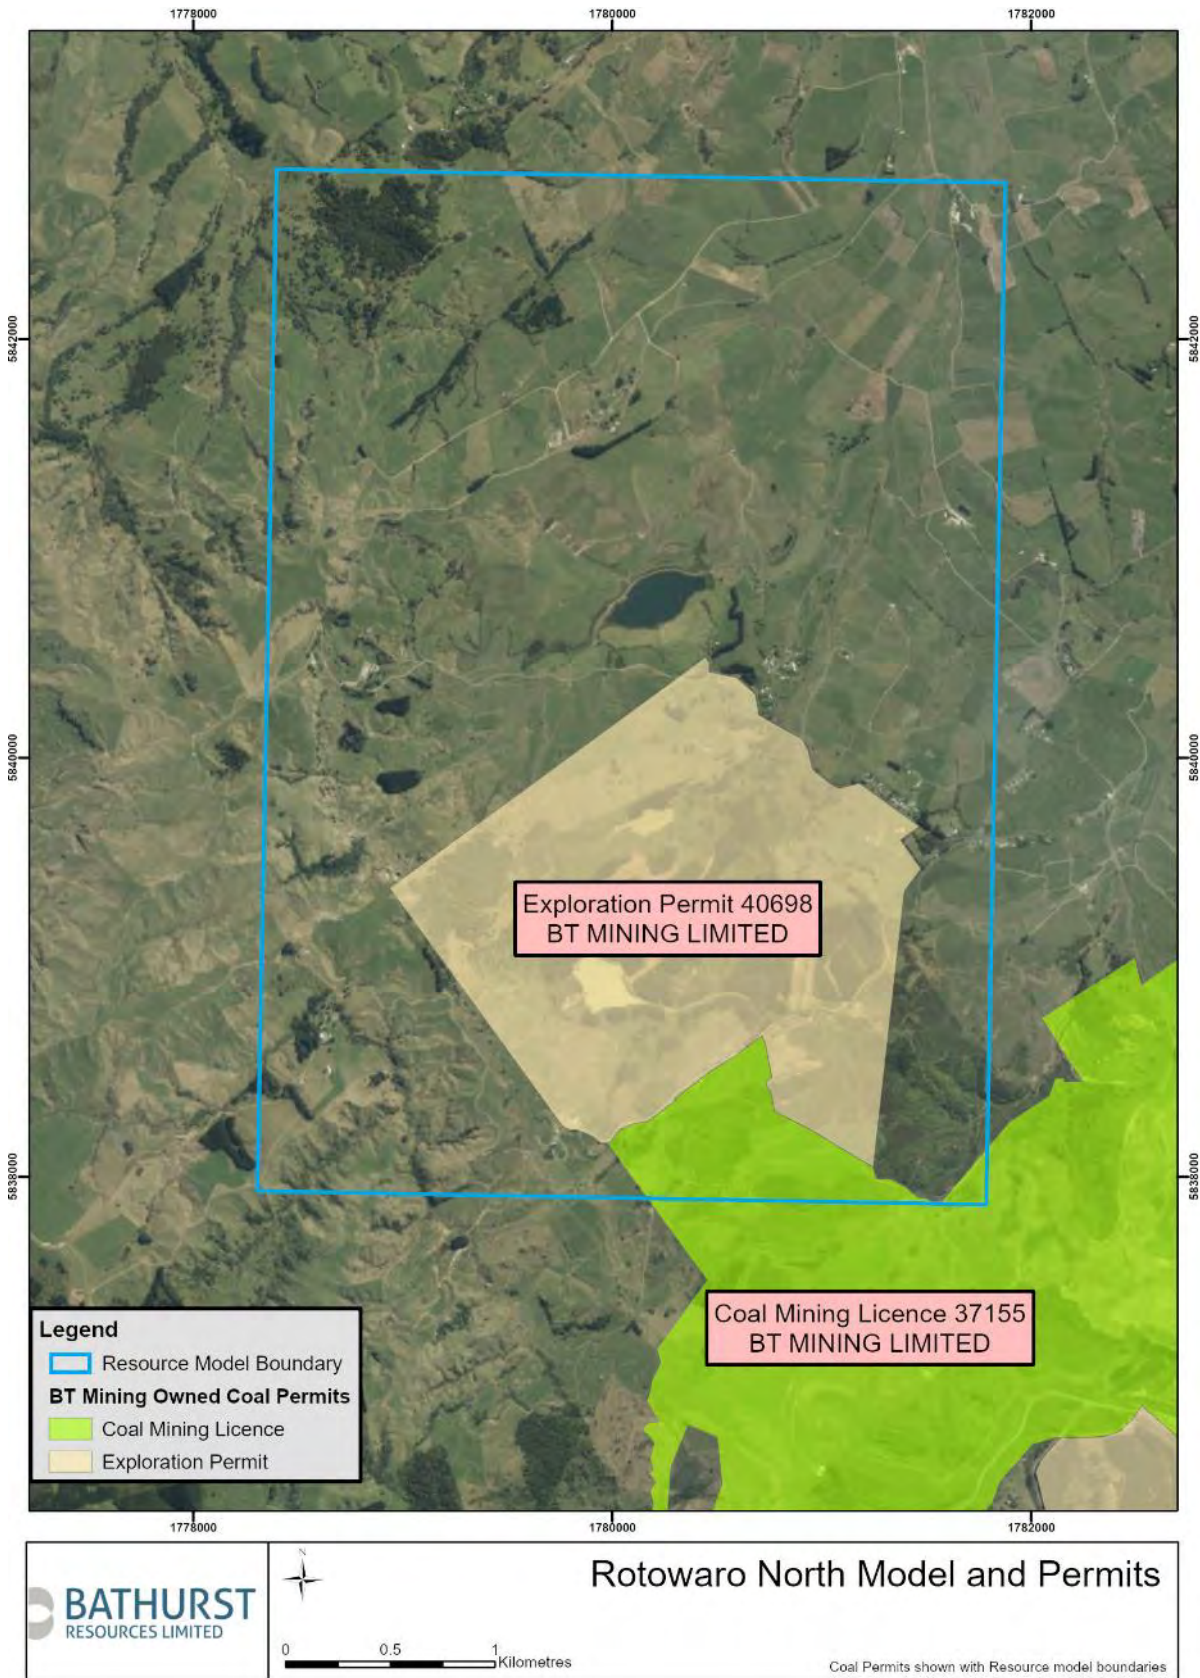 1778000
1780000
1782000
5842000
5842000
5840000
5840000
Exploration Permit 40698
BT MINING LIMITED
5838000
5838000
Coal Mining Licence 37155
BT MINING LIMITED
Legend
Resource Model Boundary
BT Mining Owned Coal Permits
Coal Mining Licence
Exploration Permit
1778000
1780000
1782000
BATHURST
RESOURCES LIMITED
N
0 0.5 1 Kilometres
Rotowaro North Model and Permits
Coal Permits shown with Resource model boundaries